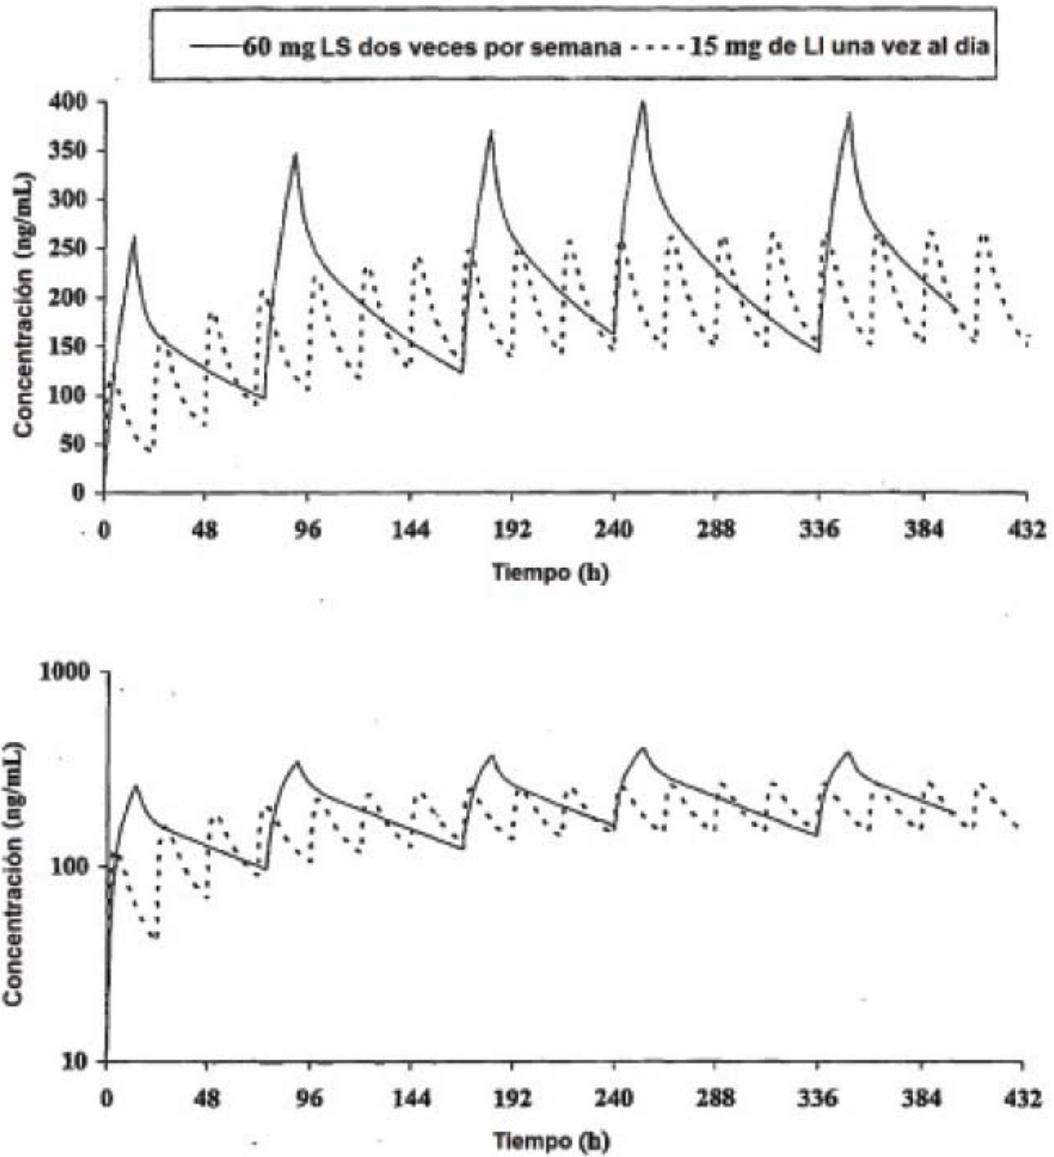 60 mg LS dos veces por semana 15 mg de LI una vez al dia
400
350
300
250
200
150
100
50
0
Concentración (ng/mL)
0 48 96 144 192 240 288 336 384 432
Tiempo (h)
1000
100
10
Concentración (ng/mL)
0 48 96 144 192 240 288 336 384 432
Tiempo (h)